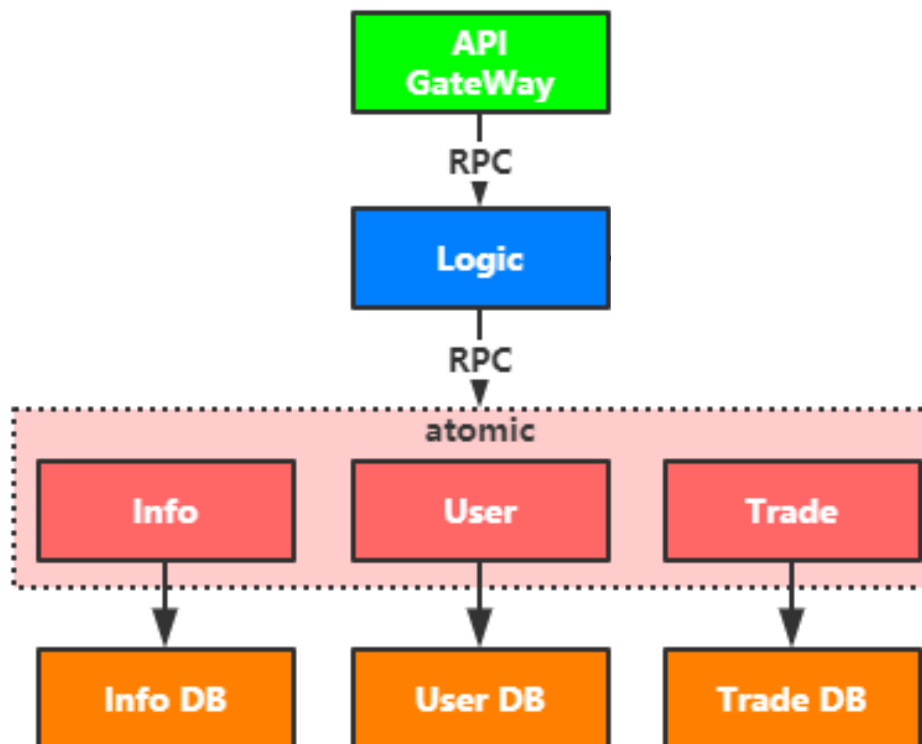 API
GateWay
RPC
Logic
RPC
atomic
Info
User
Trade
Info DB
User DB
Trade DB